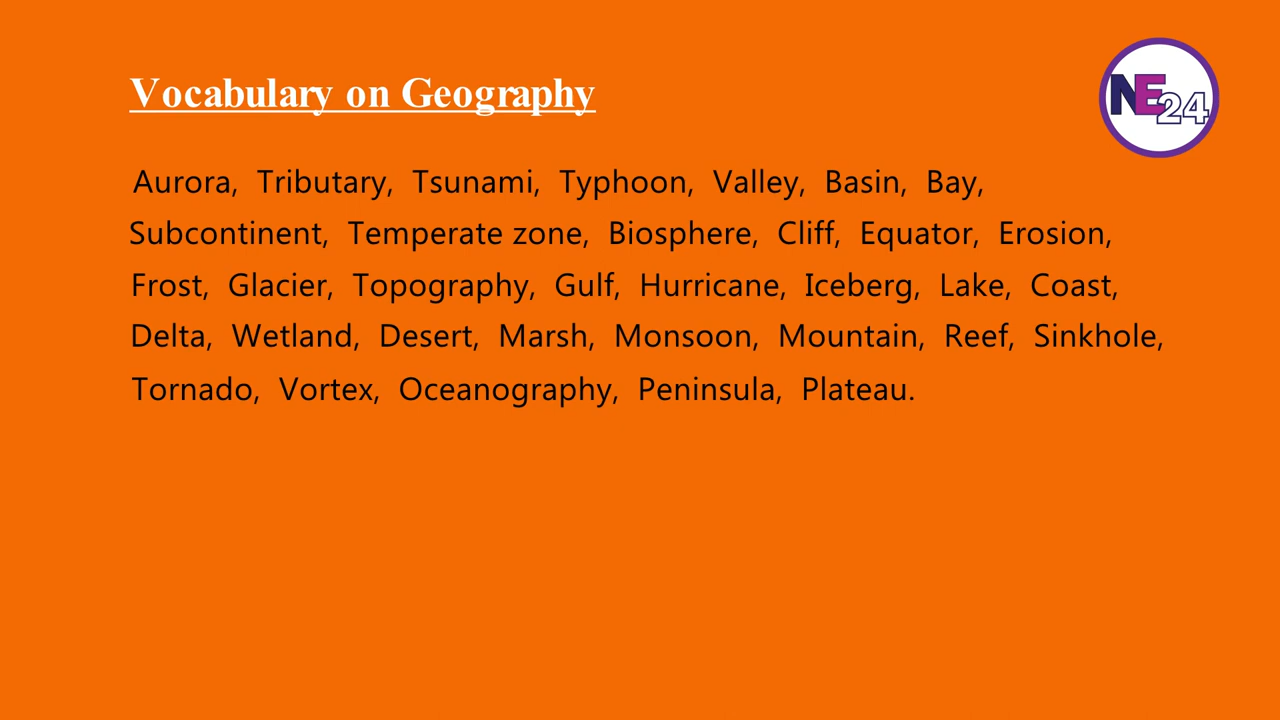 Vocabulary on Geography
NE24
Aurora, Tributary, Tsunami, Typhoon, Valley, Basin, Bay,
Subcontinent, Temperate zone, Biosphere, Cliff, Equator, Erosion,
Frost, Glacier, Topography, Gulf, Hurricane, Iceberg, Lake, Coast,
Delta, Wetland, Desert, Marsh, Monsoon, Mountain, Reef, Sinkhole,
Tornado, Vortex, Oceanography, Peninsula, Plateau.